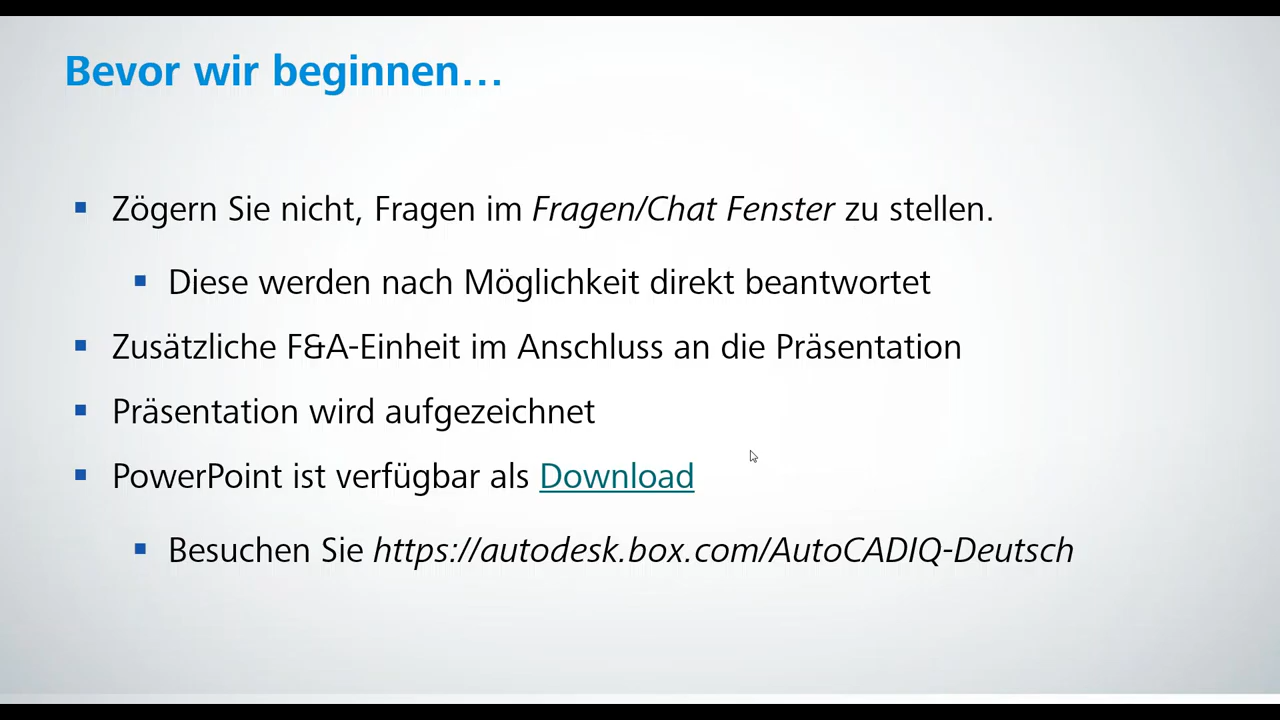 Bevor wir beginnen…
Zögern Sie nicht, Fragen im Fragen/Chat Fenster zu stellen.
Diese werden nach Möglichkeit direkt beantwortet
Zusätzliche F&A-Einheit im Anschluss an die Präsentation
Präsentation wird aufgezeichnet
PowerPoint ist verfügbar als Download
Besuchen Sie https://autodesk.box.com/AutoCADIQ-Deutsch